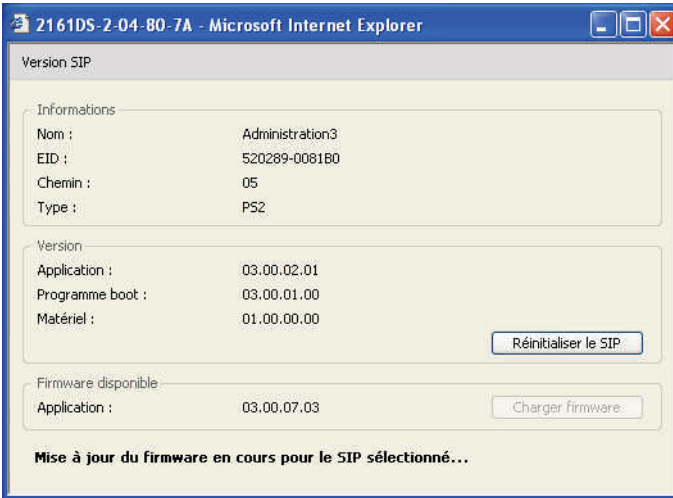 2161DS-2-04-80-7A - Microsoft Internet Explorer
Version SIP
Informations
Nom : Administration3
EID : 520289-0081B0
Chemin : 05
Type : PS2
Version
Application : 03.00.02.01
Programme boot : 03.00.01.00
Matériel : 01.00.00.00
Réinitialiser le SIP
Firmware disponible
Application : 03.00.07.03 Charger firmware
Mise à jour du firmware en cours pour le SIP sélectionné...